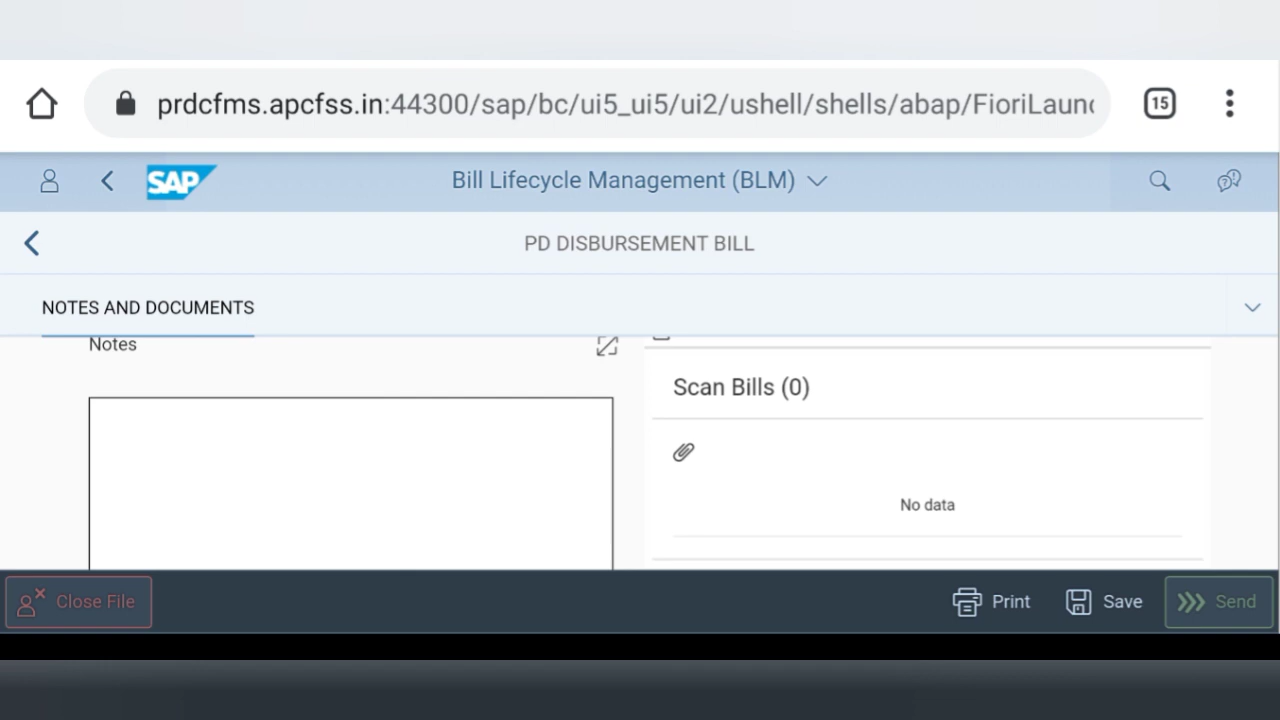 prdcfms.apcfss.in:44300/sap/bc/ui5_ui5/ui2/ushell/shells/abap/FioriLaunc
15
SAP
Bill Lifecycle Management (BLM)
PD DISBURSEMENT BILL
NOTES AND DOCUMENTS
Notes
Scan Bills (0)
No data
Close File
Print
Save
Send